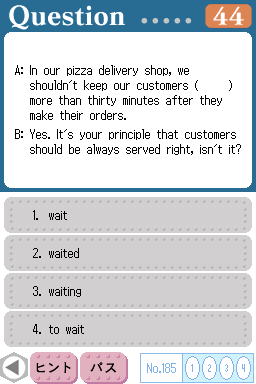 Question ..... 44
A: In our pizza delivery shop, we
shouldn't keep our customers (     )
more than thirty minutes after they
make their orders.
B: Yes. It's your principle that customers
should be always served right, isn't it?
1. wait
2. waited
3. waiting
4. to wait
ヒント パス No.185 1 2 3 4